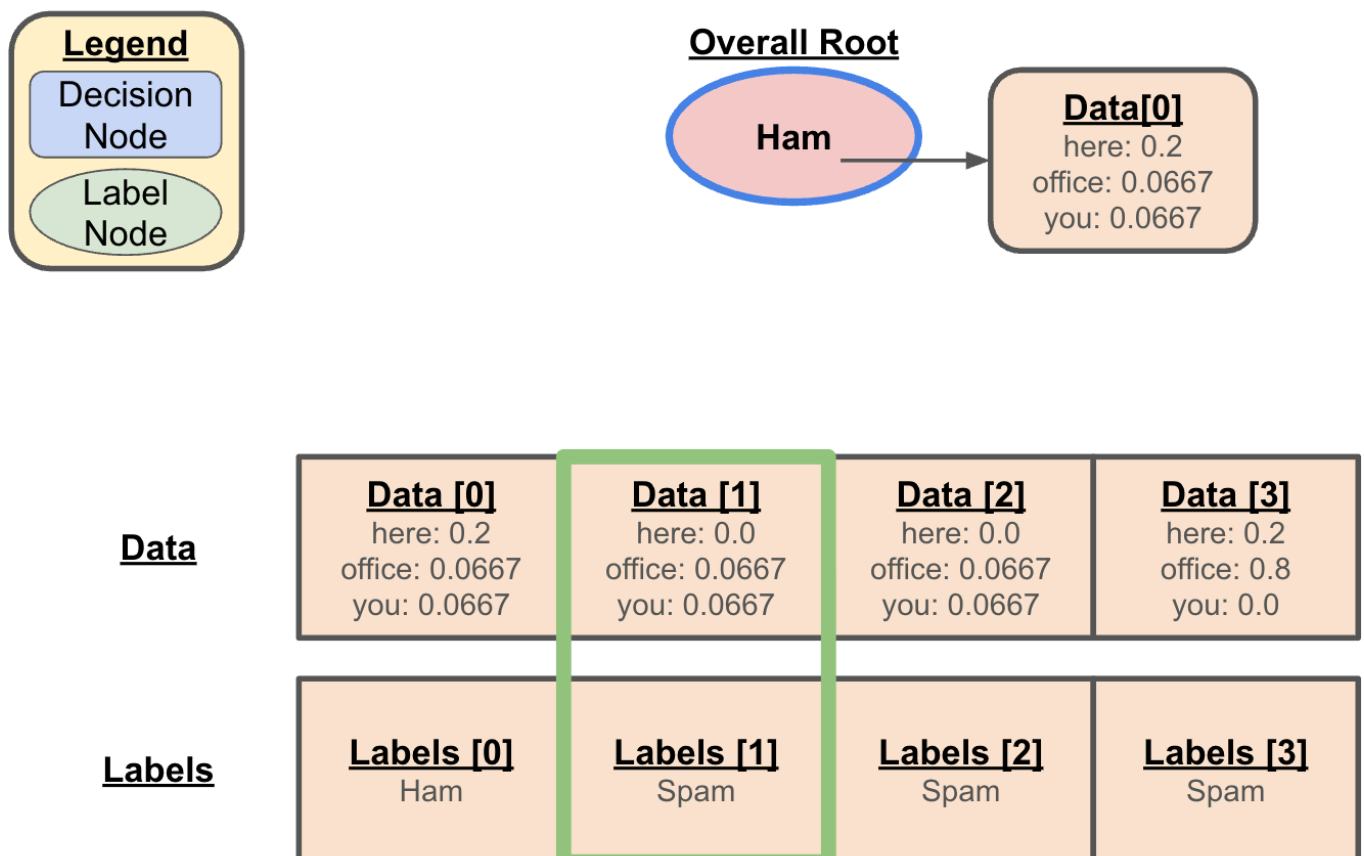 Legend
Decision
Node
Label
Node
Overall Root
Ham
Data[0]
here: 0.2
office: 0.0667
you: 0.0667
Data
Data [0]
here: 0.2
office: 0.0667
you: 0.0667
Data [1]
here: 0.0
office: 0.0667
you: 0.0667
Data [2]
here: 0.0
office: 0.0667
you: 0.0667
Data [3]
here: 0.2
office: 0.8
you: 0.0
Labels
Labels [0]
Ham
Labels [1]
Spam
Labels [2]
Spam
Labels [3]
Spam